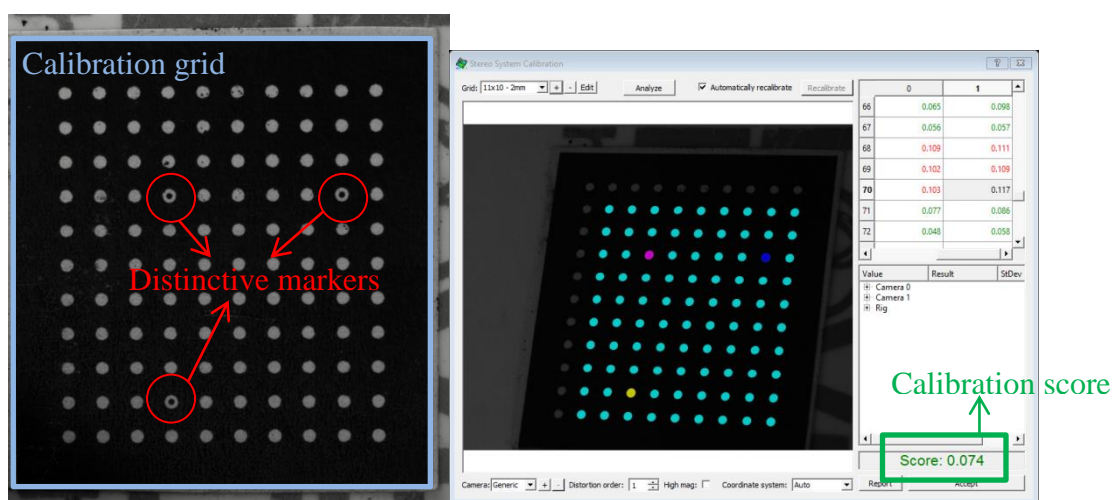 Calibration grid
Distinctive markers
Stereo System Calibration
Grid: 11x10 - 2mm + - Edit Analyze Automatically recalibrate Recalibrate
0 1
66 0.065 0.098
67 0.056 0.057
68 0.109 0.111
69 0.102 0.109
70 0.103 0.117
71 0.077 0.086
72 0.048 0.058
Value Result StDev
Camera 0
Camera 1
Rig
Calibration score
Score: 0.074
Camera: Generic + - Distortion order: 1 High mag: Coordinate system: Auto Report Accept